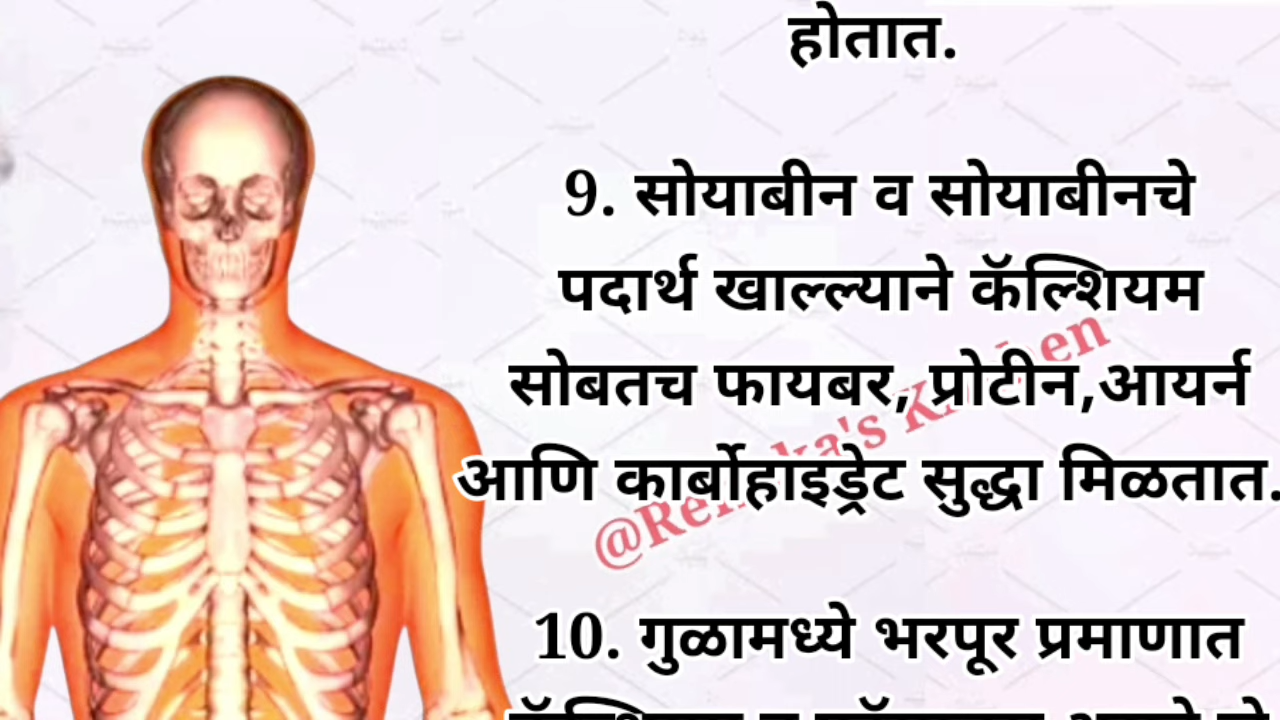 होतात.
9. सोयाबीन व सोयाबीनचे
पदार्थ खाल्ल्याने कॅल्शियम
सोबतच फायबर, प्रोटीन,आयर्न
आणि कार्बोहाइड्रेट सुद्धा मिळतात.
10. गुळामध्ये भरपूर प्रमाणात